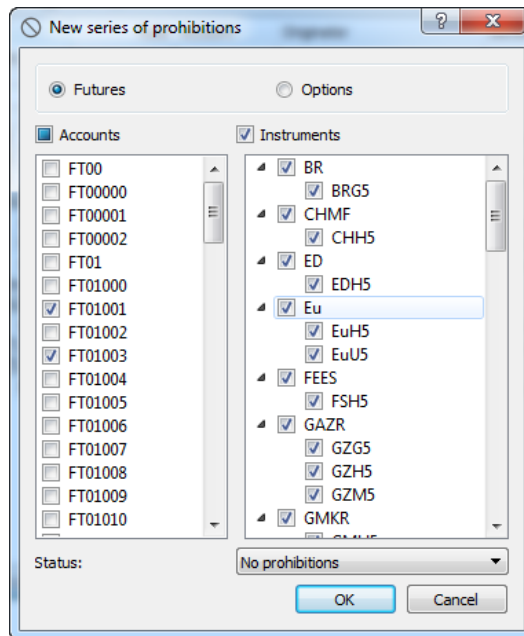 New series of prohibitions
Futures
Options
Accounts
Instruments
FT00
FT00000
FT00001
FT00002
FT01
FT01000
FT01001
FT01002
FT01003
FT01004
FT01005
FT01006
FT01007
FT01008
FT01009
FT01010
BR
BRG5
CHMF
CHH5
ED
EDH5
Eu
EuH5
EuU5
FEES
FSH5
GAZR
GZG5
GZH5
GZM5
GMKR
Status:
No prohibitions
OK
Cancel